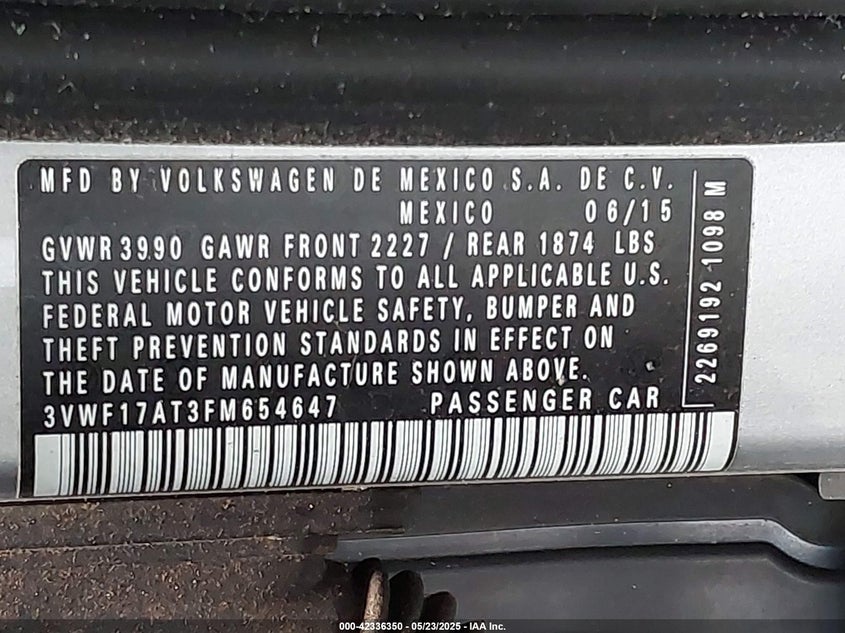 MFD BY VOLKSWAGEN DE MEXICO S.A. DE C.V.
MEXICO 06/15
GVWR 3990 GAWR FRONT 2227 / REAR 1874 LBS
THIS VEHICLE CONFORMS TO ALL APPLICABLE U.S.
FEDERAL MOTOR VEHICLE SAFETY, BUMPER AND
THEFT PREVENTION STANDARDS IN EFFECT ON
THE DATE OF MANUFACTURE SHOWN ABOVE.
3VWF17AT3FM654647 PASSENGER CAR
2269192 1098 M
000-42336350 - 05/23/2025 - IAA Inc.